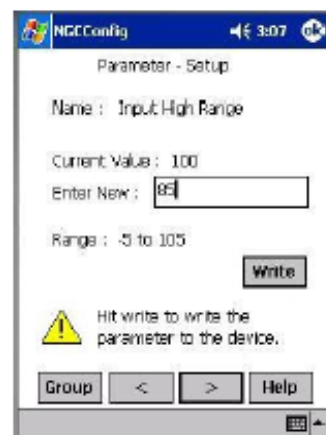 NGCConfig 3:07 ok
Parameter - Setup
Name : Input High Range
Current Value : 100
Enter New : 85
Range : -5 to 105
Write
Hit write to write the
parameter to the device.
Group < > Help